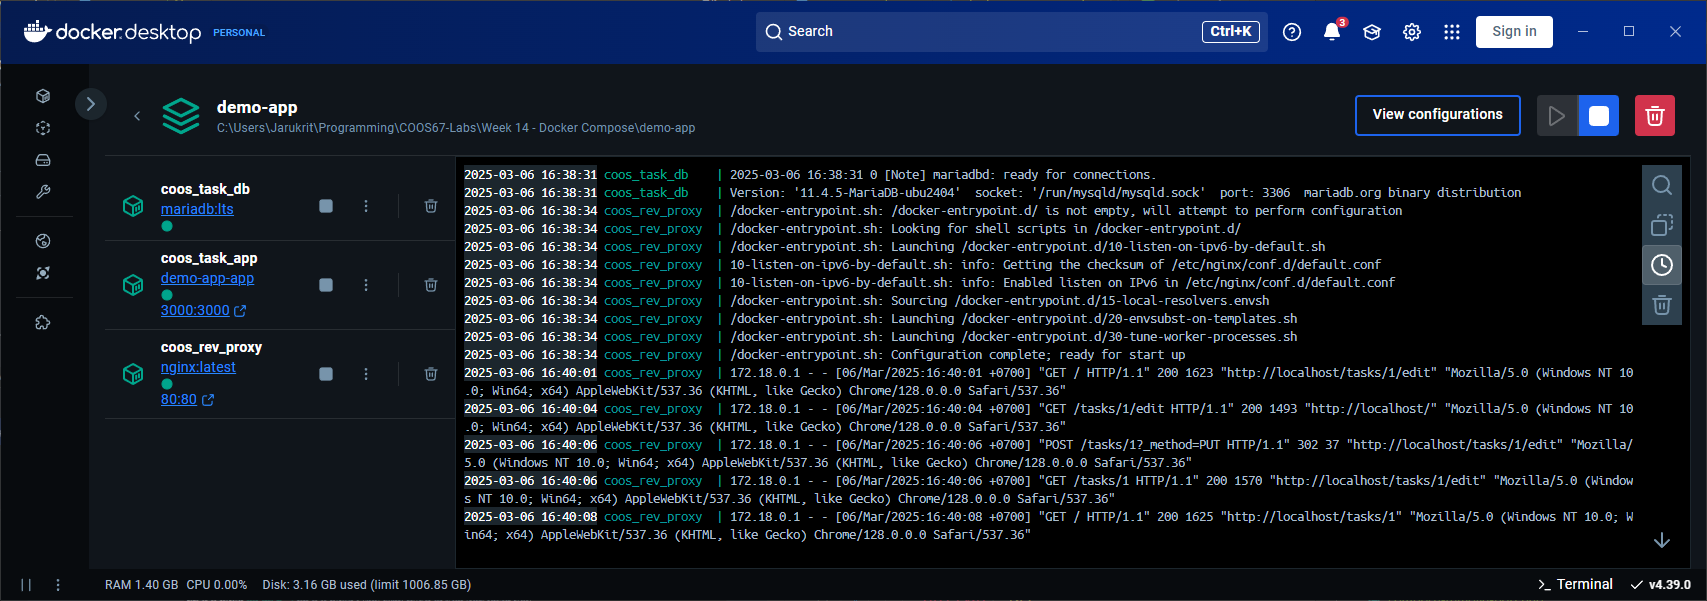 docker desktop PERSONAL
Search
Ctrl+K
3
Sign in
demo-app
C:\Users\Jarukrit\Programming\COOS67-Labs\Week 14 - Docker Compose\demo-app
View configurations
coos_task_db
mariadb:lts
coos_task_app
demo-app-app
3000:3000
coos_rev_proxy
nginx:latest
80:80
2025-03-06 16:38:31 coos_task_db | 2025-03-06 16:38:31 0 [Note] mariadbd: ready for connections.
2025-03-06 16:38:31 coos_task_db | Version: '11.4.5-MariaDB-ubu2404' socket: '/run/mysqld/mysqld.sock' port: 3306 mariadb.org binary distribution
2025-03-06 16:38:34 coos_rev_proxy | /docker-entrypoint.sh: /docker-entrypoint.d/ is not empty, will attempt to perform configuration
2025-03-06 16:38:34 coos_rev_proxy | /docker-entrypoint.sh: Looking for shell scripts in /docker-entrypoint.d/
2025-03-06 16:38:34 coos_rev_proxy | /docker-entrypoint.sh: Launching /docker-entrypoint.d/10-listen-on-ipv6-by-default.sh
2025-03-06 16:38:34 coos_rev_proxy | 10-listen-on-ipv6-by-default.sh: info: Getting the checksum of /etc/nginx/conf.d/default.conf
2025-03-06 16:38:34 coos_rev_proxy | 10-listen-on-ipv6-by-default.sh: info: Enabled listen on IPv6 in /etc/nginx/conf.d/default.conf
2025-03-06 16:38:34 coos_rev_proxy | /docker-entrypoint.sh: Sourcing /docker-entrypoint.d/15-local-resolvers.envsh
2025-03-06 16:38:34 coos_rev_proxy | /docker-entrypoint.sh: Launching /docker-entrypoint.d/20-envsubst-on-templates.sh
2025-03-06 16:38:34 coos_rev_proxy | /docker-entrypoint.sh: Launching /docker-entrypoint.d/30-tune-worker-processes.sh
2025-03-06 16:38:34 coos_rev_proxy | /docker-entrypoint.sh: Configuration complete; ready for start up
2025-03-06 16:40:01 coos_rev_proxy | 172.18.0.1 - - [06/Mar/2025:16:40:01 +0700] "GET / HTTP/1.1" 200 1623 "http://localhost/tasks/1/edit" "Mozilla/5.0 (Windows NT 10
.0; Win64; x64) AppleWebKit/537.36 (KHTML, like Gecko) Chrome/128.0.0.0 Safari/537.36"
2025-03-06 16:40:04 coos_rev_proxy | 172.18.0.1 - - [06/Mar/2025:16:40:04 +0700] "GET /tasks/1/edit HTTP/1.1" 200 1493 "http://localhost/" "Mozilla/5.0 (Windows NT 10
.0; Win64; x64) AppleWebKit/537.36 (KHTML, like Gecko) Chrome/128.0.0.0 Safari/537.36"
2025-03-06 16:40:06 coos_rev_proxy | 172.18.0.1 - - [06/Mar/2025:16:40:06 +0700] "POST /tasks/1?_method=PUT HTTP/1.1" 302 37 "http://localhost/tasks/1/edit" "Mozilla/
5.0 (Windows NT 10.0; Win64; x64) AppleWebKit/537.36 (KHTML, like Gecko) Chrome/128.0.0.0 Safari/537.36"
2025-03-06 16:40:06 coos_rev_proxy | 172.18.0.1 - - [06/Mar/2025:16:40:06 +0700] "GET /tasks/1 HTTP/1.1" 200 1570 "http://localhost/tasks/1/edit" "Mozilla/5.0 (Window
s NT 10.0; Win64; x64) AppleWebKit/537.36 (KHTML, like Gecko) Chrome/128.0.0.0 Safari/537.36"
2025-03-06 16:40:08 coos_rev_proxy | 172.18.0.1 - - [06/Mar/2025:16:40:08 +0700] "GET / HTTP/1.1" 200 1625 "http://localhost/tasks/1" "Mozilla/5.0 (Windows NT 10.0; W
in64; x64) AppleWebKit/537.36 (KHTML, like Gecko) Chrome/128.0.0.0 Safari/537.36"
RAM 1.40 GB CPU 0.00% Disk: 3.16 GB used (limit 1006.85 GB)
Terminal
v4.39.0